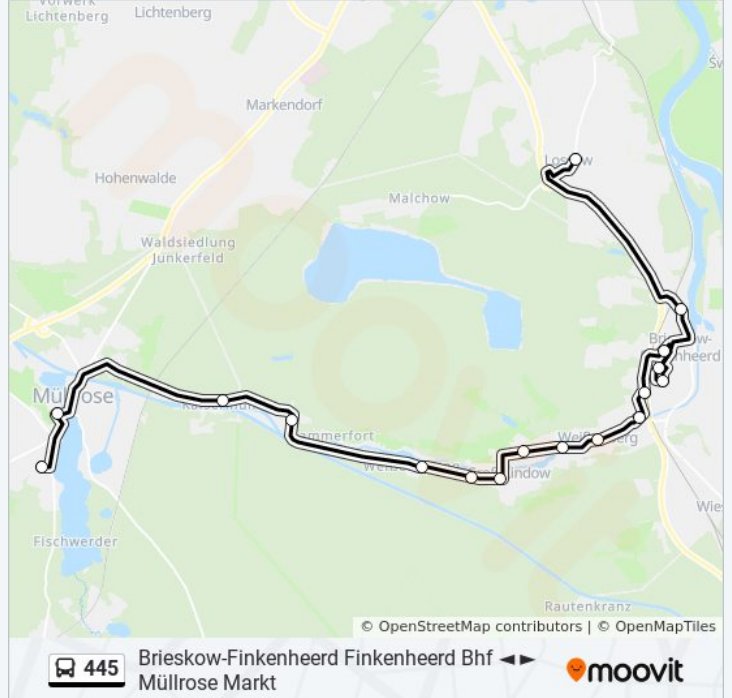 Vorwerk
Lichtenberg
Lichtenberg
Markendorf
Hohenwalde
Malchow
Waldsiedlung
Junkerfeld
Müllrose
Fischwerder
Rautenkranz
© OpenStreetMap contributors | © OpenMapTiles
445
Brieskow-Finkenheerd Finkenheerd Bhf ◄►
Müllrose Markt
moovit